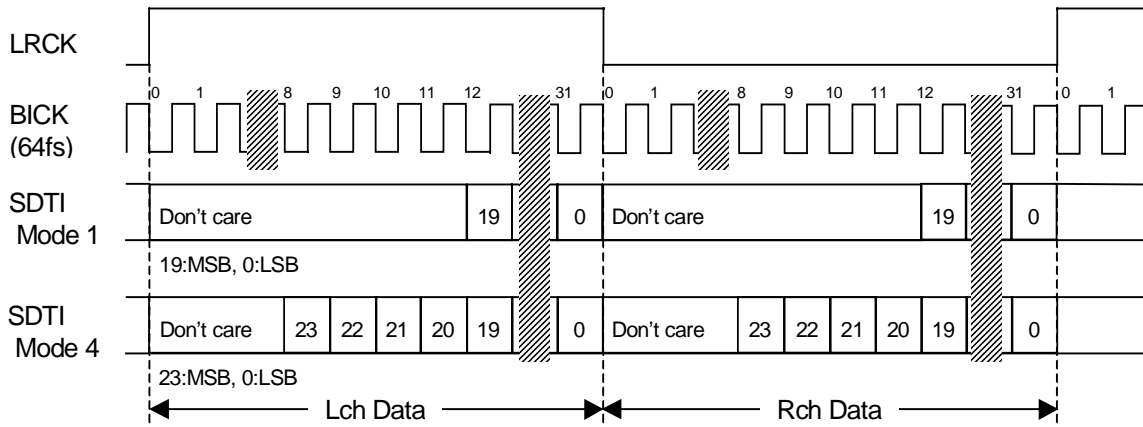 LRCK
0 1 8 9 10 11 12 31 0 1 8 9 10 11 12 31 0 1
BICK
(64fs)
SDTI
Mode 1
Don't care 19 0 Don't care 19 0
19:MSB, 0:LSB
SDTI
Mode 4
Don't care 23 22 21 20 19 0 Don't care 23 22 21 20 19 0
23:MSB, 0:LSB
Lch Data Rch Data